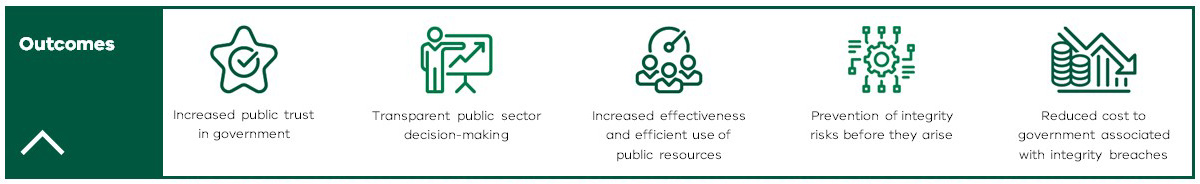 Outcomes
Increased public trust
in government
Transparent public sector
decision-making
Increased effectiveness
and efficient use of
public resources
Prevention of integrity
risks before they arise
Reduced cost to
government associated
with integrity breaches